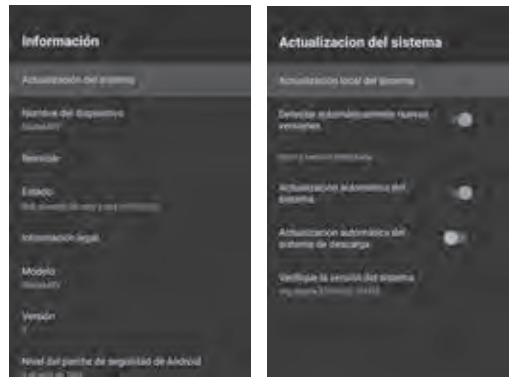 Información
Actualización del sistema
Nombre del dispositivo
Reiniciar
Estado
Información legal
Modelo
Versión
Nivel del parche de seguridad de Android
Actualizacion del sistema
Actualización local del sistema
Detectar automáticamente nuevas
versiones
Actualización automática del
sistema
Actualización automática del
sistema de descarga
Verifique la versión del sistema